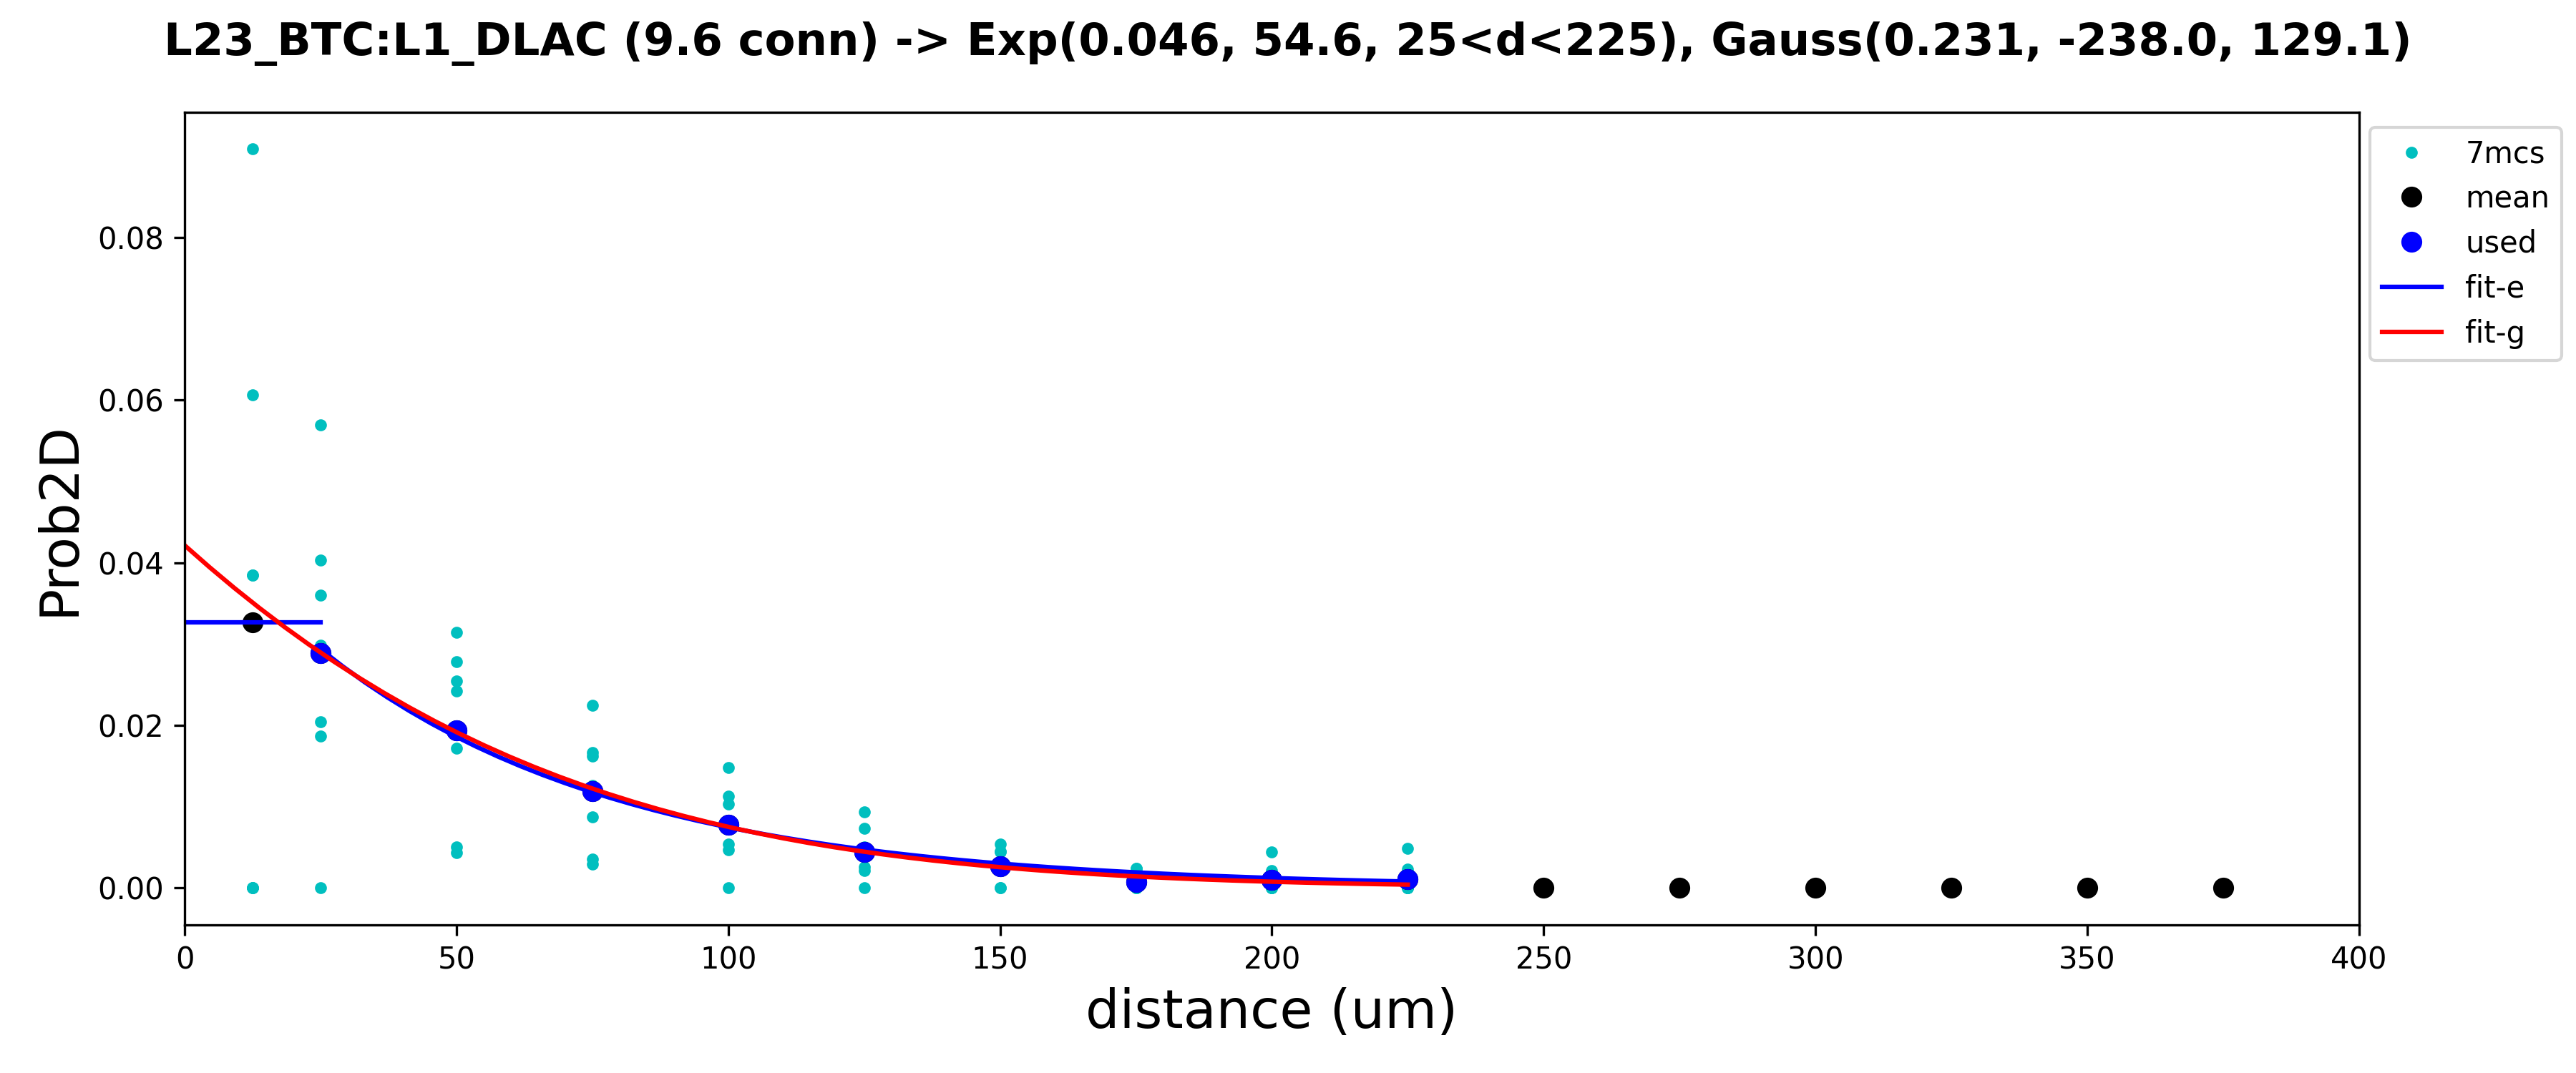 L23_BTC:L1_DLAC (9.6 conn) -> Exp(0.046, 54.6, 25<d<225), Gauss(0.231, -238.0, 129.1)
7mcs
mean
used
fit-e
fit-g
Prob2D
0.08
0.06
0.04
0.02
0.00
0 50 100 150 200 250 300 350 400
distance (um)